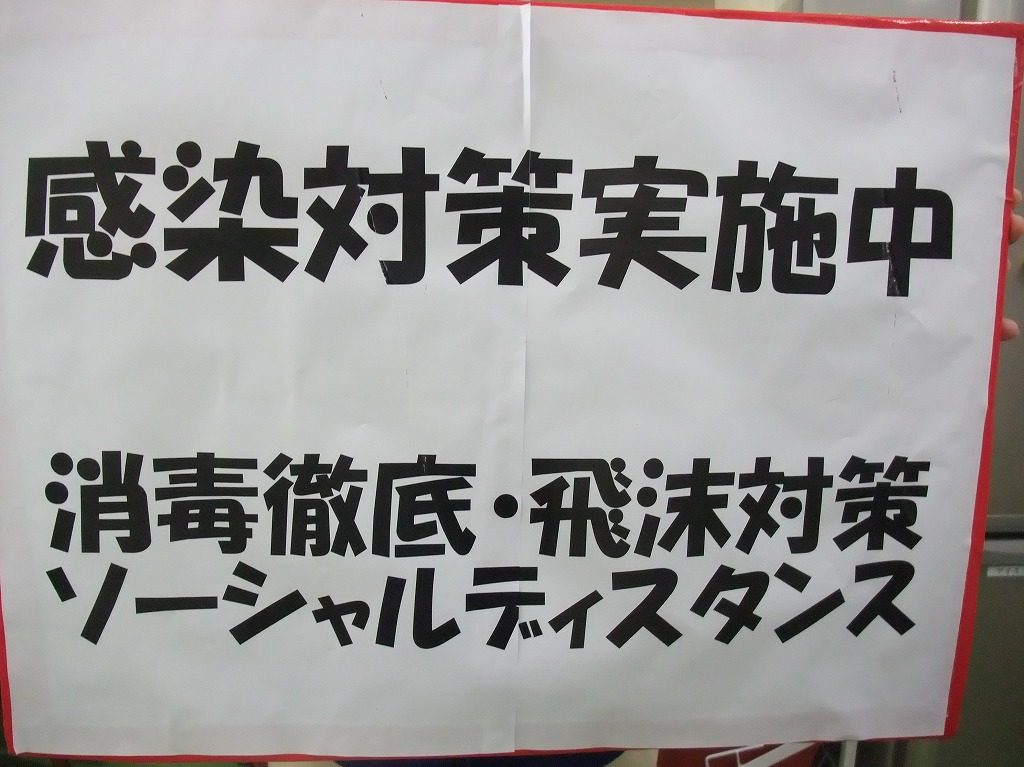 感染対策実施中
消毒徹底・飛沫対策
ソーシャルディスタンス